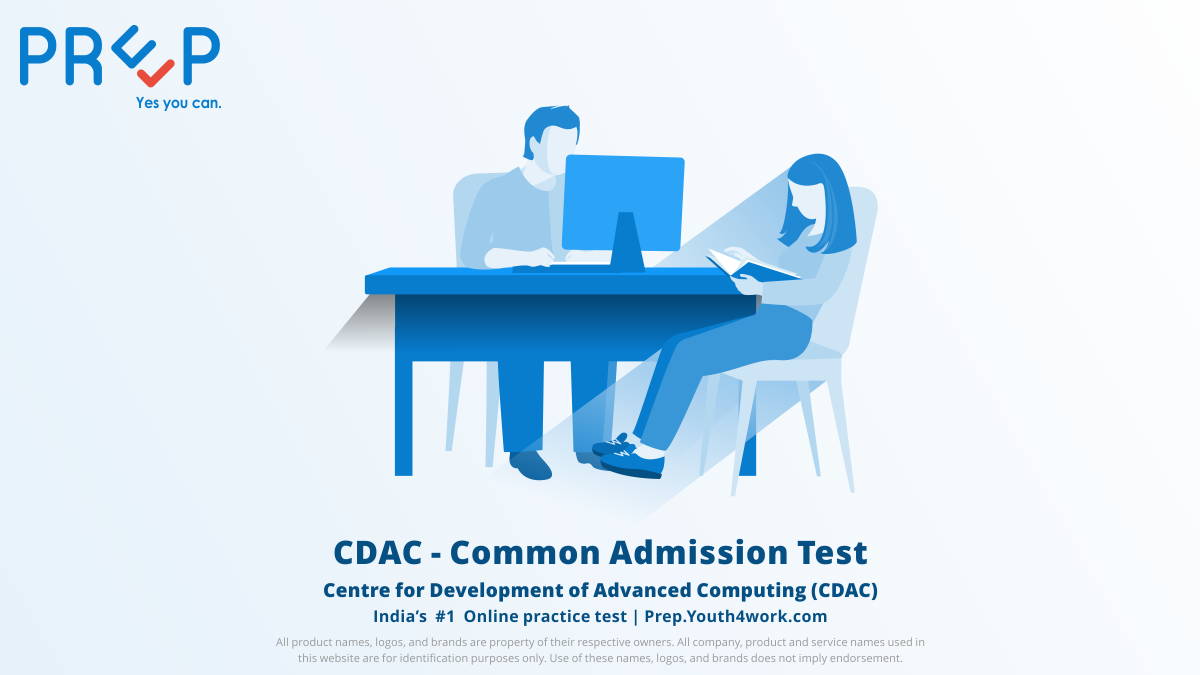 PREP
Yes you can.
CDAC - Common Admission Test
Centre for Development of Advanced Computing (CDAC)
India's #1 Online practice test | Prep.Youth4work.com
All product names, logos, and brands are property of their respective owners. All company, product and service names used in
this website are for identification purposes only. Use of these names, logos, and brands does not imply endorsement.